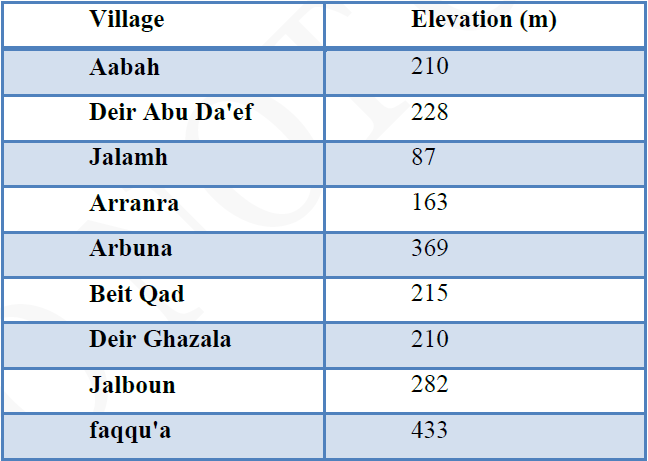 Village Elevation (m)
Aabah 210
Deir Abu Da'ef 228
Jalamh 87
Arranra 163
Arbuna 369
Beit Qad 215
Deir Ghazala 210
Jalboun 282
faqqu'a 433